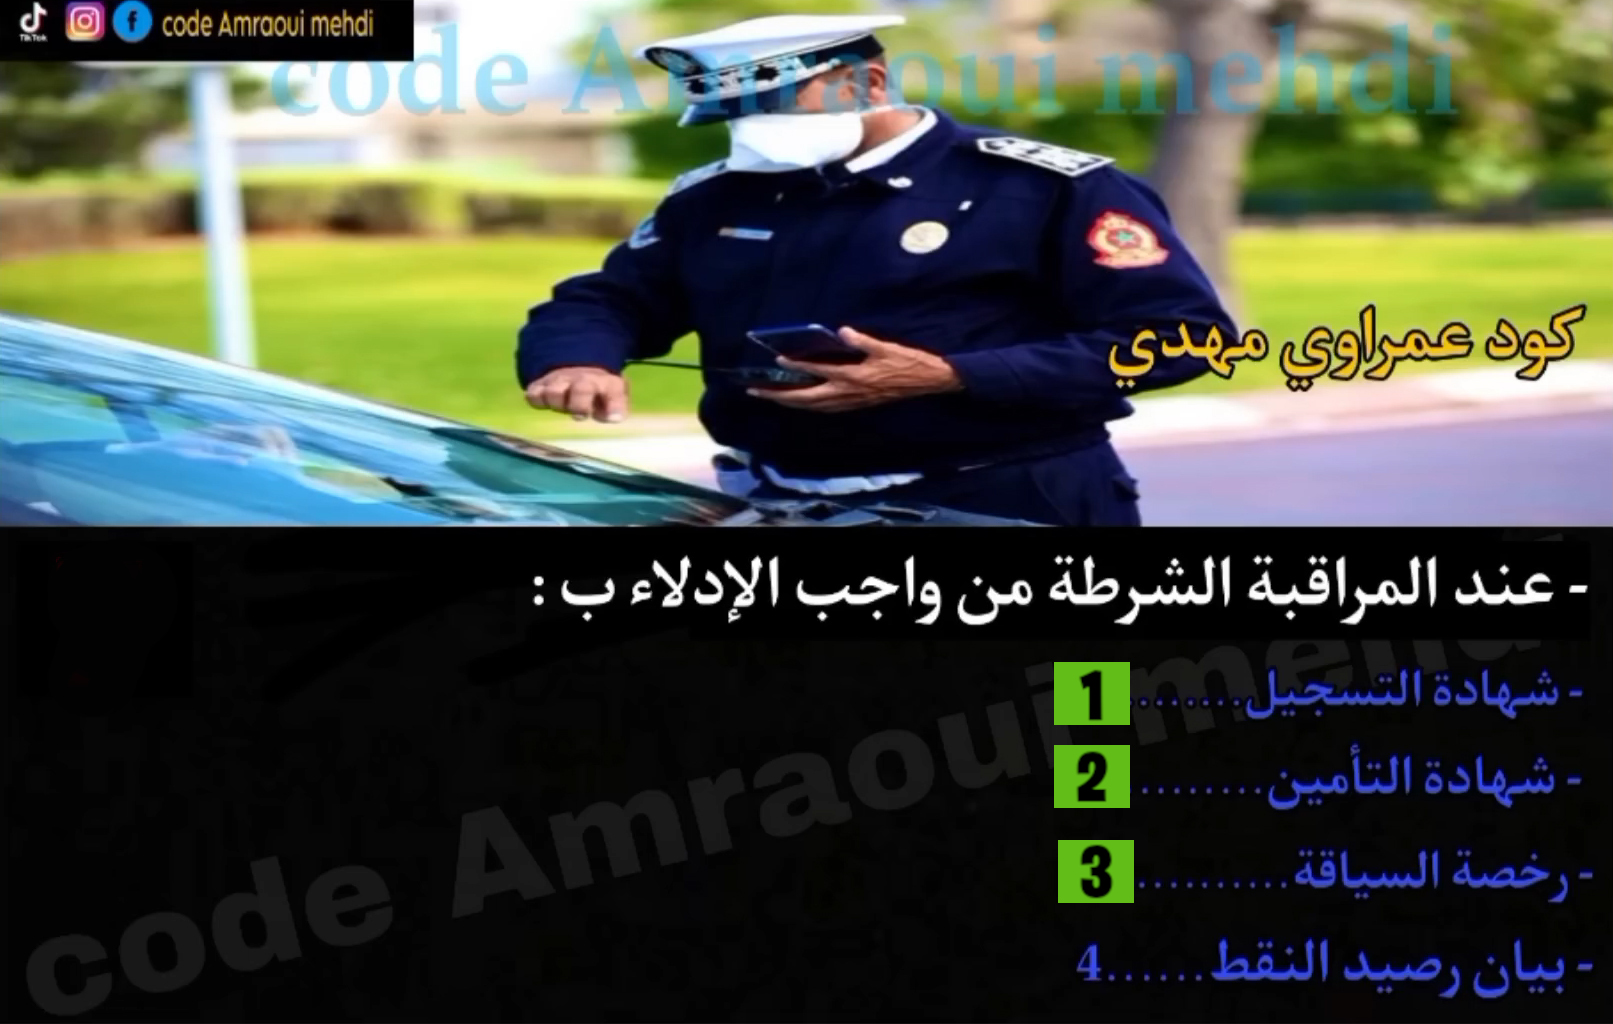 TikTok code Amraoui mehdi
code Amraoui mehdi
كود عمراوي مهدي
- عند المراقبة الشرطة من واجب الإدلاء ب :
- شهادة التسجيل........1
- شهادة التأمين.........2
- رخصة السياقة..........3
- بيان رصيد النقط......4
code Amraoui mehdi